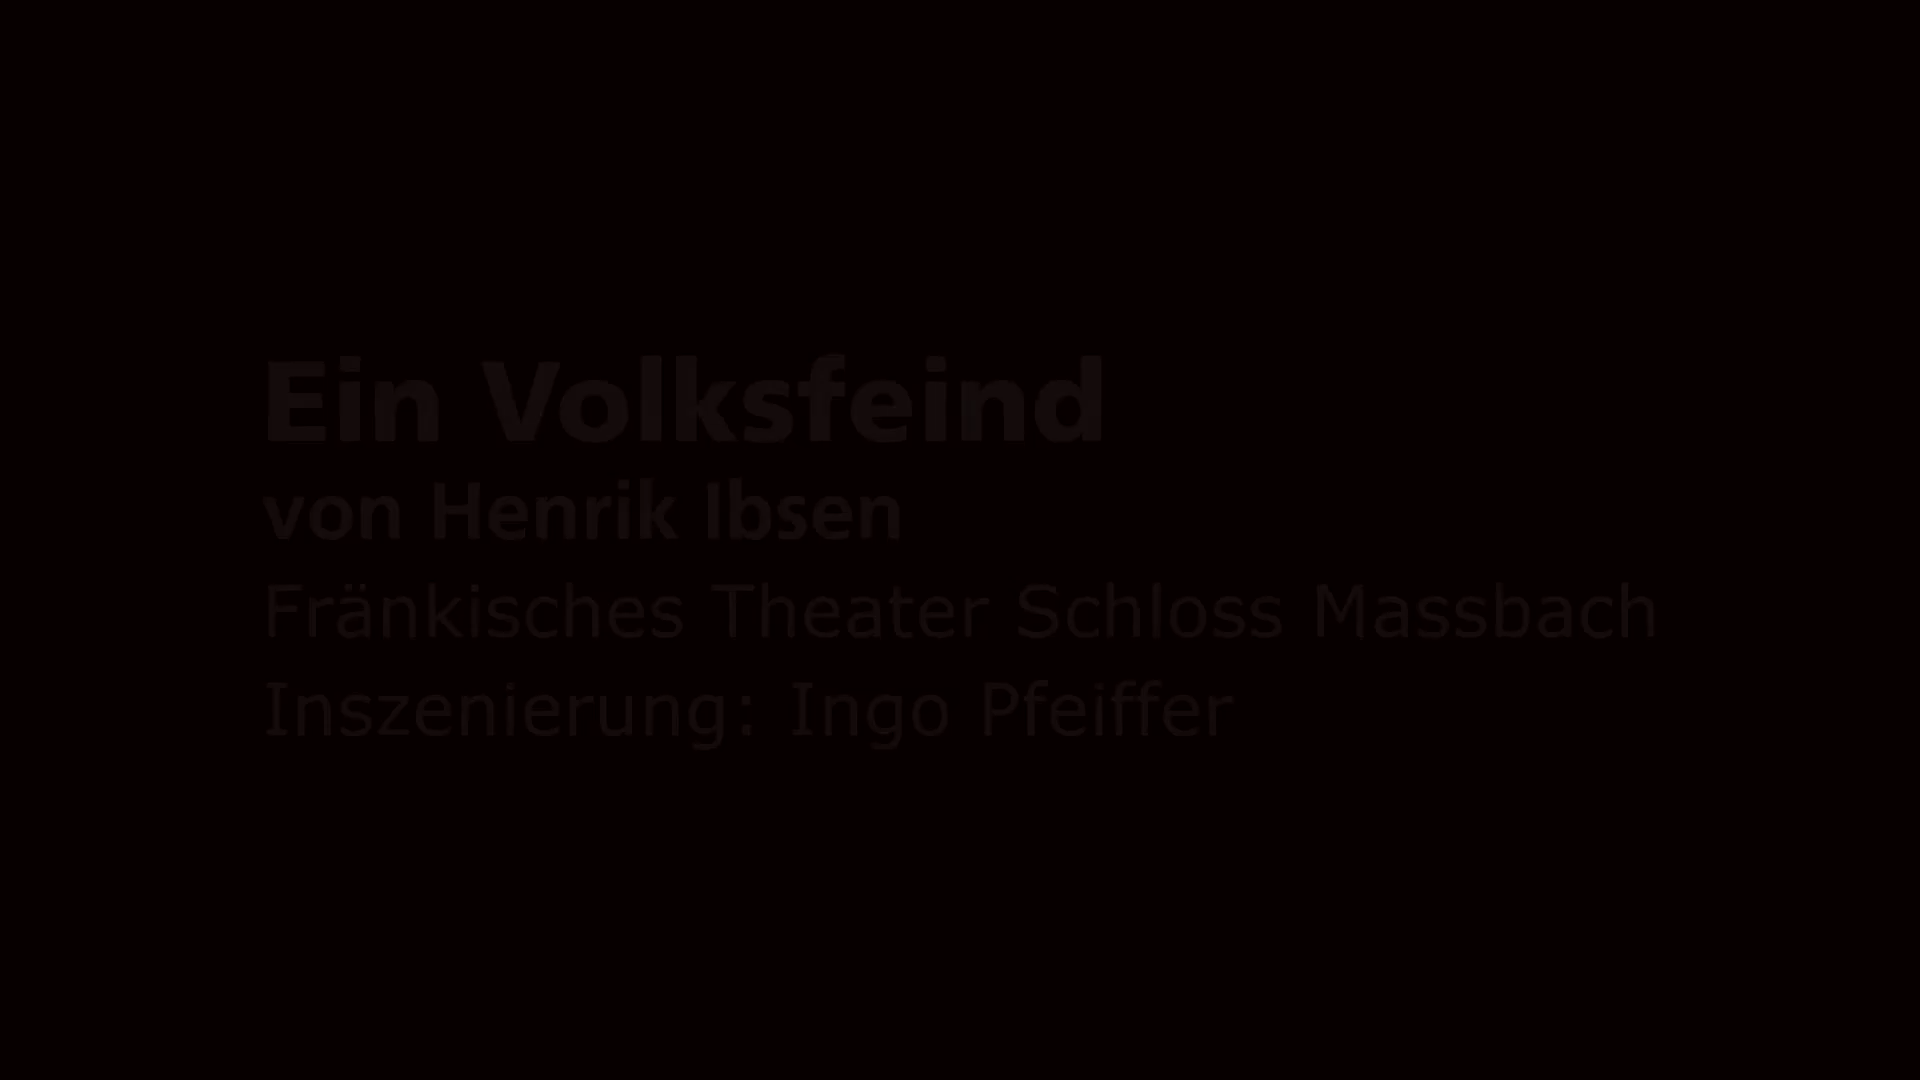 Ein Volksfeind
von Henrik Ibsen
Fränkisches Theater Schloss Massbach
Inszenierung: Ingo Pfeiffer